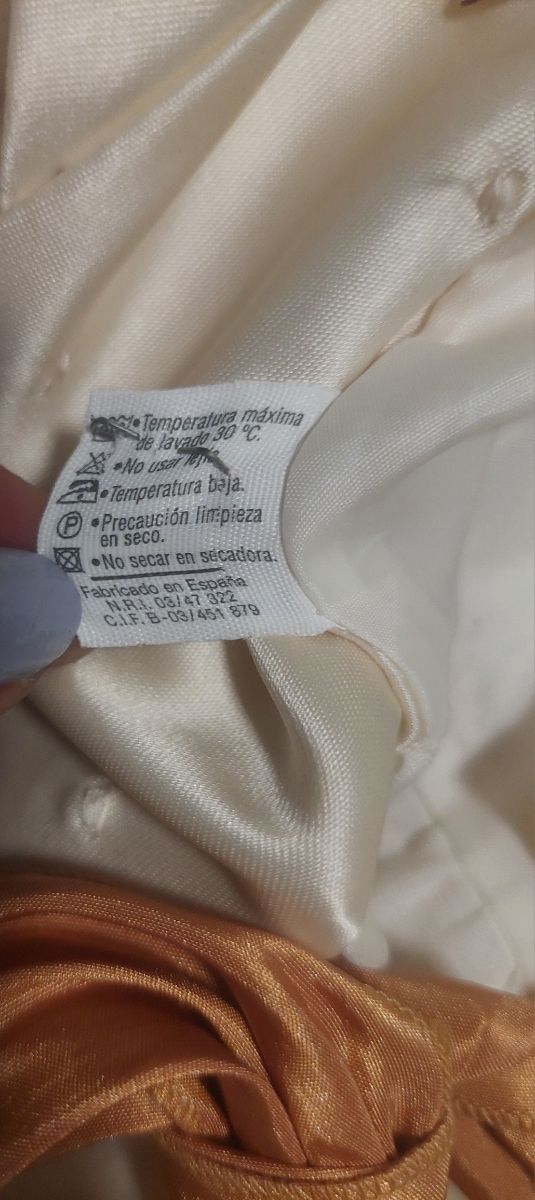 •Temperatura máxima
de lavado 30 ºC.
•No usar lejía
•Temperatura baja.
P •Precaución limpieza
en seco.
•No secar en secadora.
Fabricado en España
N.R.I. 03/47 322
C.I.F. B-03/451 879